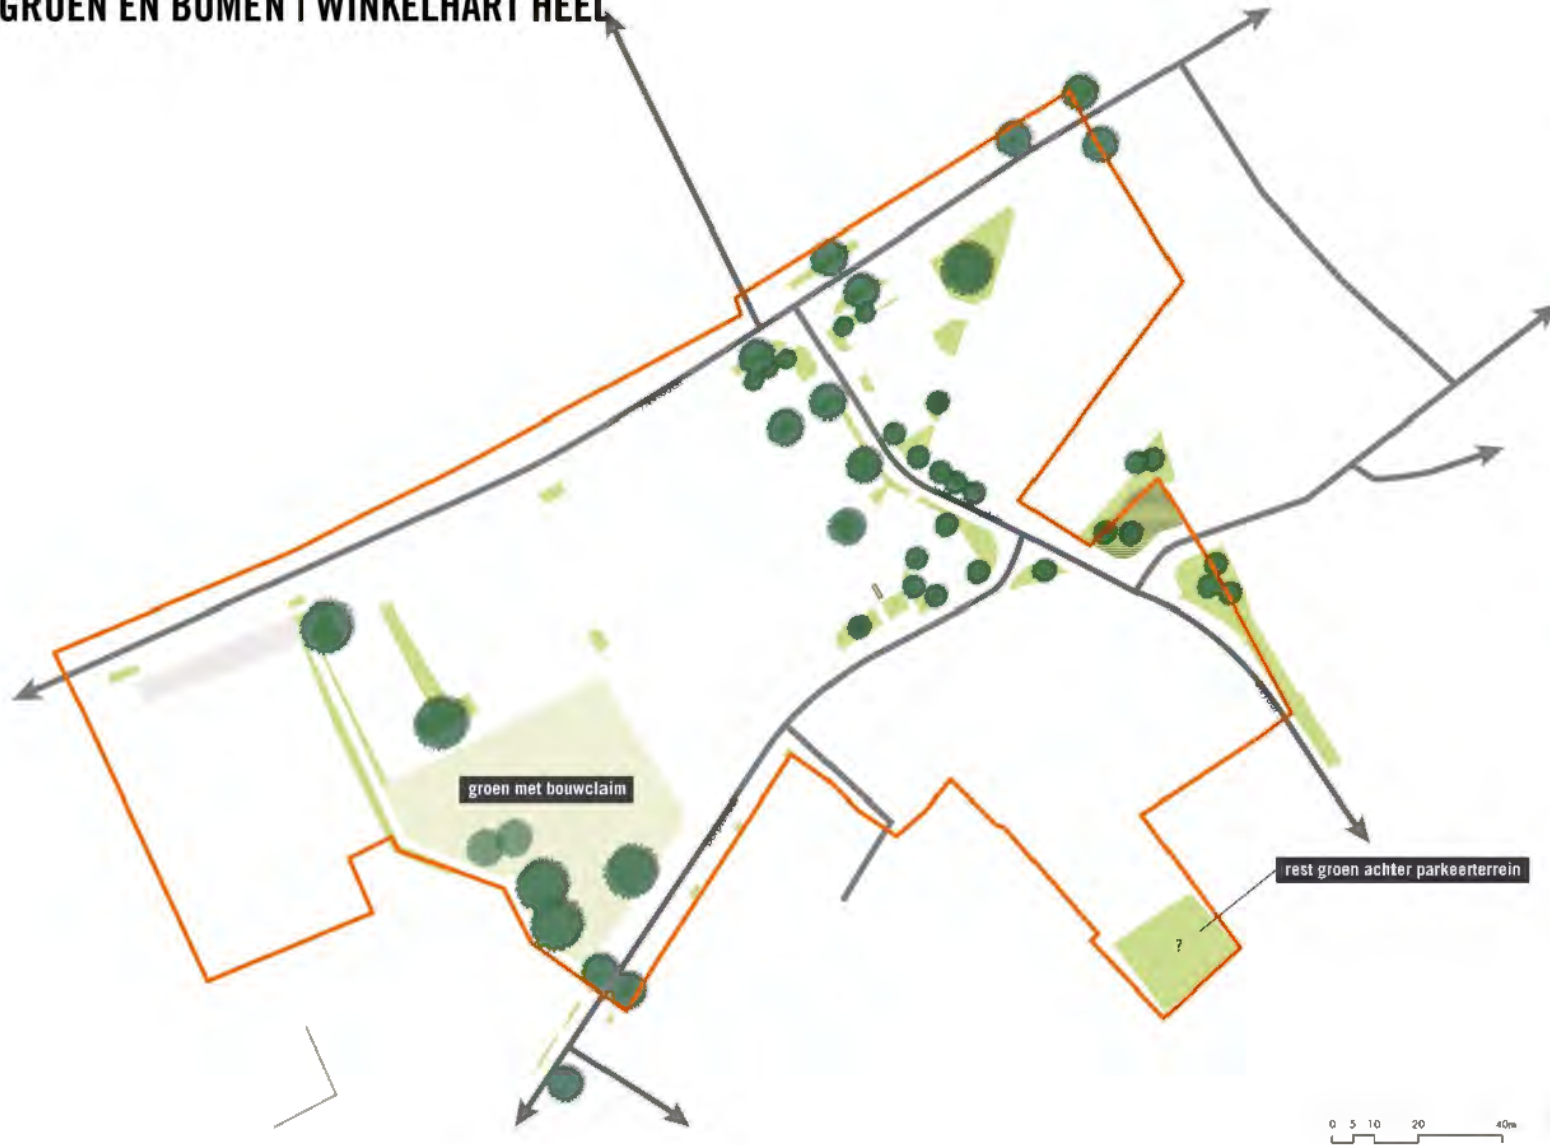 GROEN EN BOMEN | WINKELHART HEEL
groen met bouwclaim
rest groen achter parkeerterrein
?
0 5 10 20 40m